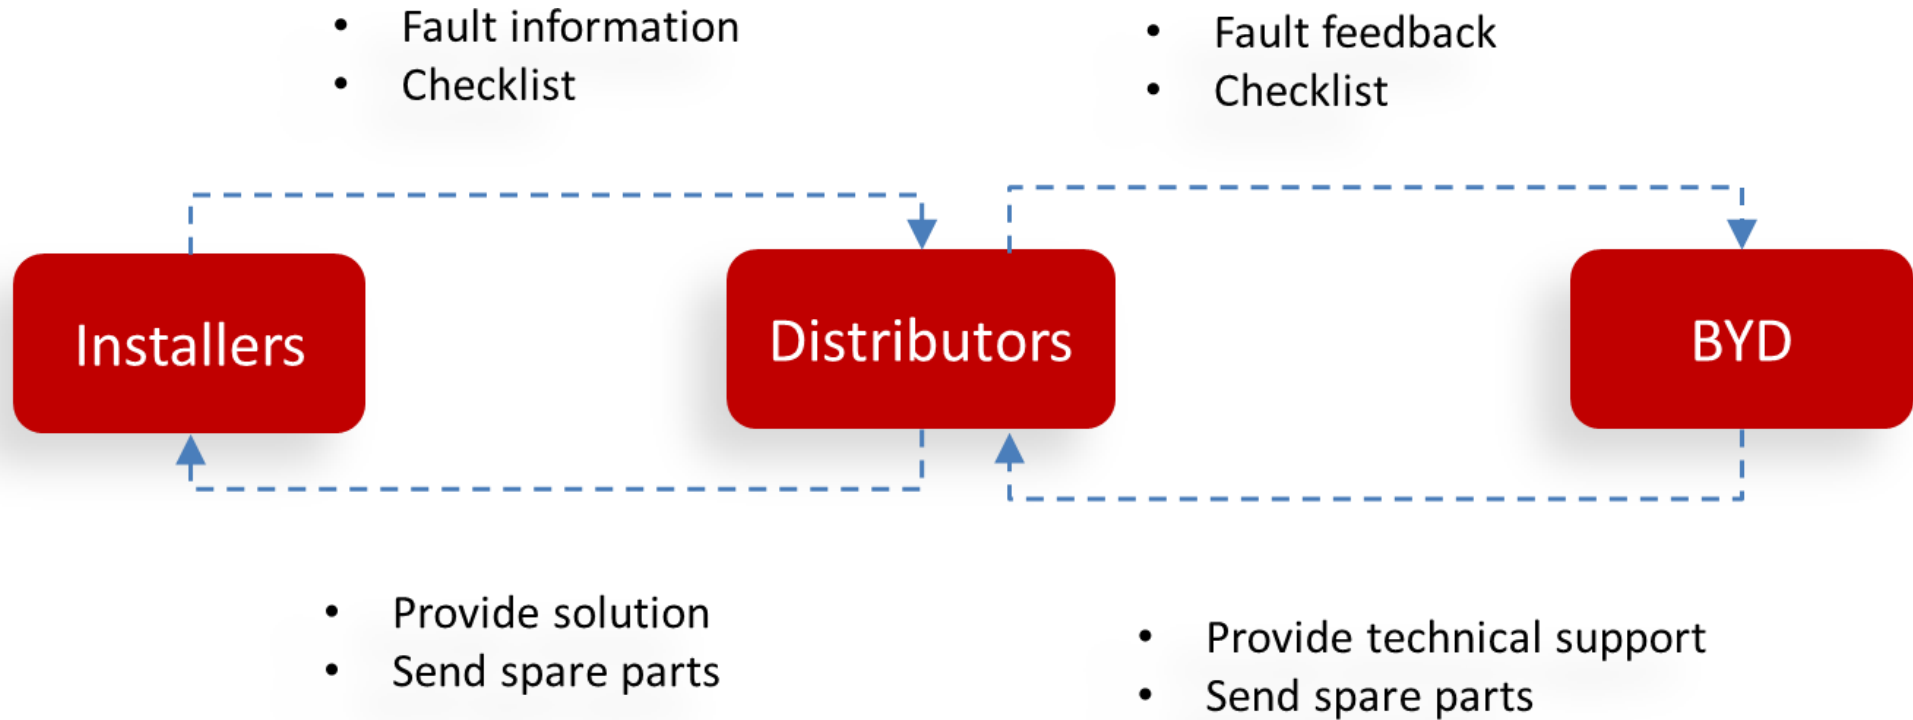 • Fault information
• Checklist
• Fault feedback
• Checklist
Installers
Distributors
BYD
• Provide solution
• Send spare parts
• Provide technical support
• Send spare parts